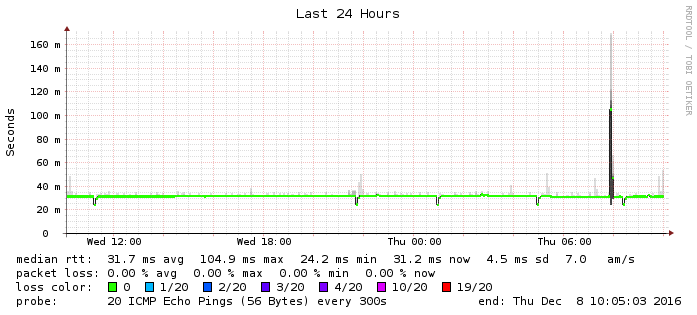 Last 24 Hours
RRDTOOL / TOBI OETIKER
Seconds
160 m
140 m
120 m
100 m
80 m
60 m
40 m
20 m
0
Wed 12:00 Wed 18:00 Thu 00:00 Thu 06:00
median rtt: 31.7 ms avg 104.9 ms max 24.2 ms min 31.2 ms now 4.5 ms sd 7.0 am/s
packet loss: 0.00 % avg 0.00 % max 0.00 % min 0.00 % now
loss color: 0 1/20 2/20 3/20 4/20 10/20 19/20
probe: 20 ICMP Echo Pings (56 Bytes) every 300s end: Thu Dec 8 10:05:03 2016